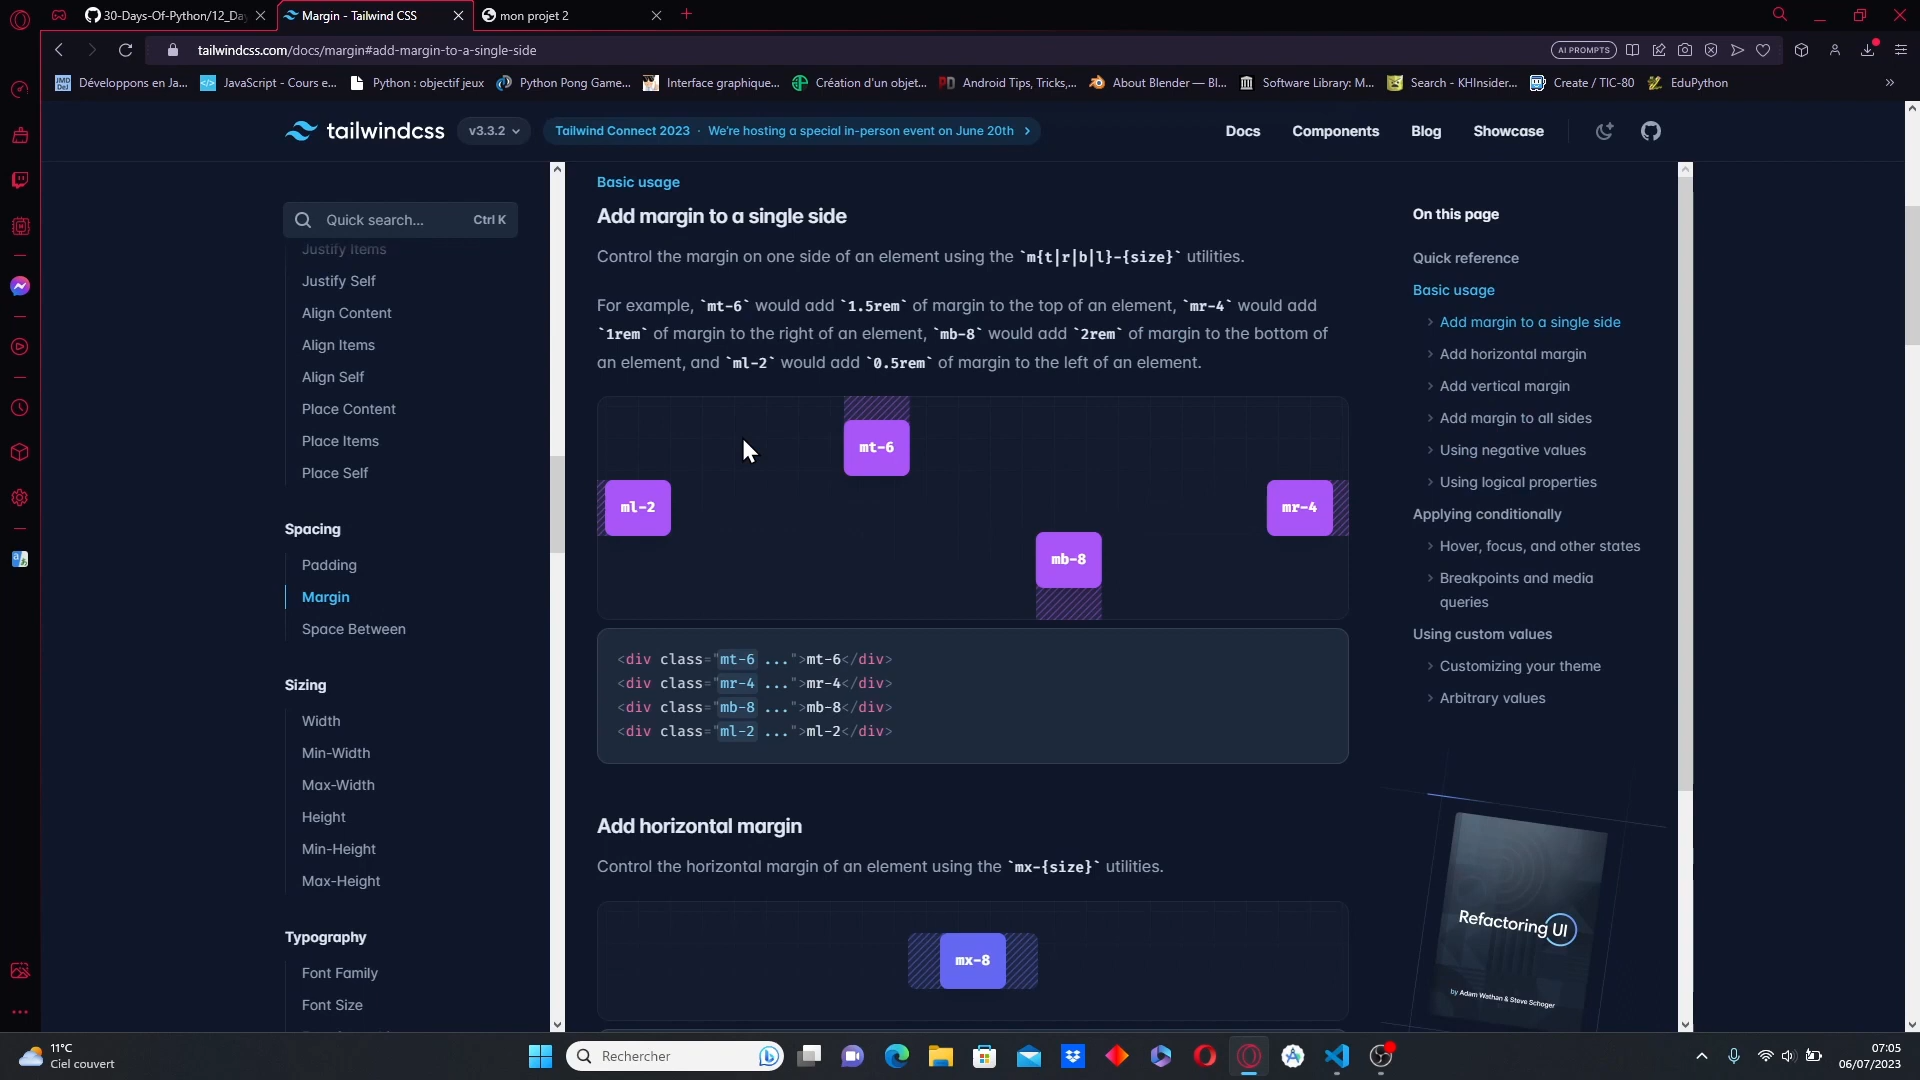 30-Days-Of-Python/12_Da
Margin - Tailwind CSS
mon projet 2
tailwindcss.com/docs/margin#add-margin-to-a-single-side
AI PROMPTS
Développons en Ja...
JavaScript - Cours e...
Python : objectif jeux
Python Pong Game...
Interface graphique...
Création d'un objet...
Android Tips, Tricks,...
About Blender — Bl...
Software Library: M...
Search - KHInsider...
Create / TIC-80
EduPython
tailwindcss
v3.3.2
Tailwind Connect 2023 · We're hosting a special in-person event on June 20th
Docs
Components
Blog
Showcase
Quick search...
Ctrl K
Justify Items
Justify Self
Align Content
Align Items
Align Self
Place Content
Place Items
Place Self
Spacing
Padding
Margin
Space Between
Sizing
Width
Min-Width
Max-Width
Height
Min-Height
Max-Height
Typography
Font Family
Font Size
Basic usage
Add margin to a single side
Control the margin on one side of an element using the `m{t|r|b|l}-{size}` utilities.
For example, `mt-6` would add `1.5rem` of margin to the top of an element, `mr-4` would add
`1rem` of margin to the right of an element, `mb-8` would add `2rem` of margin to the bottom of
an element, and `ml-2` would add `0.5rem` of margin to the left of an element.
mt-6
ml-2
mr-4
mb-8
<div class="mt-6 ...">mt-6</div>
<div class="mr-4 ...">mr-4</div>
<div class="mb-8 ...">mb-8</div>
<div class="ml-2 ...">ml-2</div>
Add horizontal margin
Control the horizontal margin of an element using the `mx-{size}` utilities.
mx-8
On this page
Quick reference
Basic usage
Add margin to a single side
Add horizontal margin
Add vertical margin
Add margin to all sides
Using negative values
Using logical properties
Applying conditionally
Hover, focus, and other states
Breakpoints and media
queries
Using custom values
Customizing your theme
Arbitrary values
Refactoring UI
by Adam Wathan & Steve Schoger
11°C
Ciel couvert
Rechercher
07:05
06/07/2023